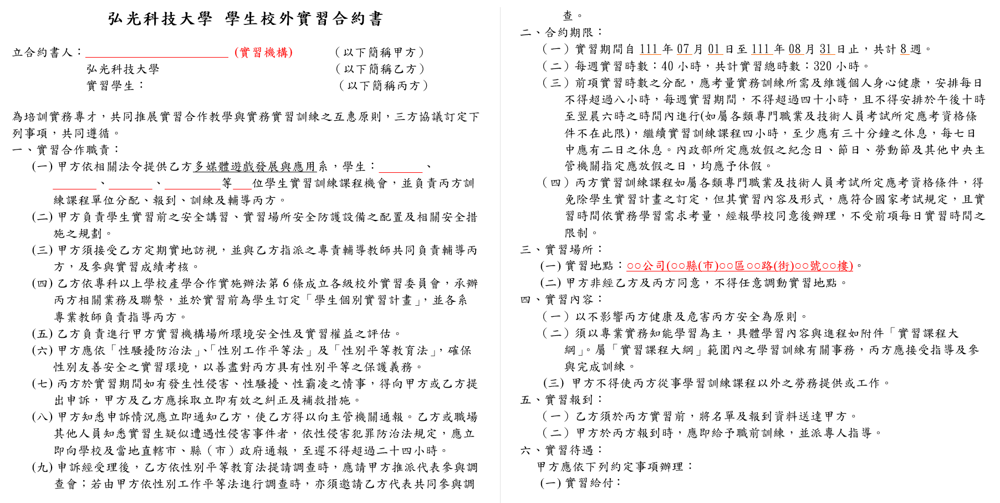 弘光科技大學 學生校外實習合約書
立合約書人：＿＿＿＿＿＿＿＿＿＿＿ (實習機構) （以下簡稱甲方）
弘光科技大學 （以下簡稱乙方）
實習學生： （以下簡稱丙方）
為培訓實務專才，共同推展實習合作教學與實務實習訓練之互惠原則，三方協議訂定下
列事項，共同遵循。
一、實習合作職責：
(一) 甲方依相關法令提供乙方多媒體遊戲發展與應用系，學生：_______、
_______、_______、_________等___位學生實習訓練課程機會，並負責丙方訓
練課程單位分配、報到、訓練及輔導丙方。
(二) 甲方負責學生實習前之安全講習、實習場所安全防護設備之配置及相關安全措
施之規劃。
(三) 甲方須接受乙方定期實地訪視，並與乙方指派之專責輔導教師共同負責輔導丙
方，及參與實習成績考核。
(四) 乙方依專科以上學校產學合作實施辦法第 6 條成立各級校外實習委員會，承辦
丙方相關業務及聯繫，並於實習前為學生訂定「學生個別實習計畫」，並各系
專業教師負責指導丙方。
(五) 乙方負責進行甲方實習機構場所環境安全性及實習權益之評估。
(六) 甲方應依「性騷擾防治法」、「性別工作平等法」及「性別平等教育法」，確保
性別友善安全之實習環境，以善盡對丙方具有性別平等之保護義務。
(七) 丙方於實習期間如有發生性侵害、性騷擾、性霸凌之情事，得向甲方或乙方提
出申訴，甲方及乙方應採取立即有效之糾正及補救措施。
(八) 甲方知悉申訴情況應立即通知乙方，使乙方得以向主管機關通報。乙方或職場
其他人員知悉實習生疑似遭遇性侵害事件者，依性侵害犯罪防治法規定，應立
即向學校及當地直轄市、縣（市）政府通報，至遲不得超過二十四小時。
(九) 申訴經受理後，乙方依性別平等教育法提請調查時，應請甲方推派代表參與調
查會；若由甲方依性別工作平等法進行調查時，亦須邀請乙方代表共同參與調
查。
二、合約期限：
（一）實習期間自 111 年 07 月 01 日至 111 年 08 月 31 日止，共計 8 週。
（二）每週實習時數：40 小時，共計實習總時數：320 小時。
（三）前項實習時數之分配，應考量實務訓練所需及維護個人身心健康，安排每日
不得超過八小時，每週實習期間，不得超過四十小時，且不得安排於午後十時
至翌晨六時之時間內進行(如屬各類專門職業及技術人員考試所定應考資格條
件不在此限)，繼續實習訓練課程四小時，至少應有三十分鐘之休息，每七日
中應有二日之休息。內政部所定應放假之紀念日、節日、勞動節及其他中央主
管機關指定應放假之日，均應予休假。
（四）丙方實習訓練課程如屬各類專門職業及技術人員考試所定應考資格條件，得
免除學生實習計畫之訂定，但其實習內容及形式，應符合國家考試規定，且實
習時間依實務學習需求考量，經報學校同意後辦理，不受前項每日實習時間之
限制。
三、實習場所：
(一) 實習地點：○○公司(○○縣(市)○○區○○路(街)○○號○○樓)。
(二) 甲方非經乙方及丙方同意，不得任意調動實習地點。
四、實習內容：
（一）以不影響丙方健康及危害丙方安全為原則。
（二）須以專業實務知能學習為主，具體學習內容與進程如附件「實習課程大
綱」。屬「實習課程大綱」範圍內之學習訓練有關事務，丙方應接受指導及參
與完成訓練。
(三) 甲方不得使丙方從事學習訓練課程以外之勞務提供或工作。
五、實習報到：
（一）乙方須於丙方實習前，將名單及報到資料送達甲方。
（二）甲方於丙方報到時，應即給予職前訓練，並派專人指導。
六、實習待遇：
甲方應依下列約定事項辦理：
(一) 實習給付：